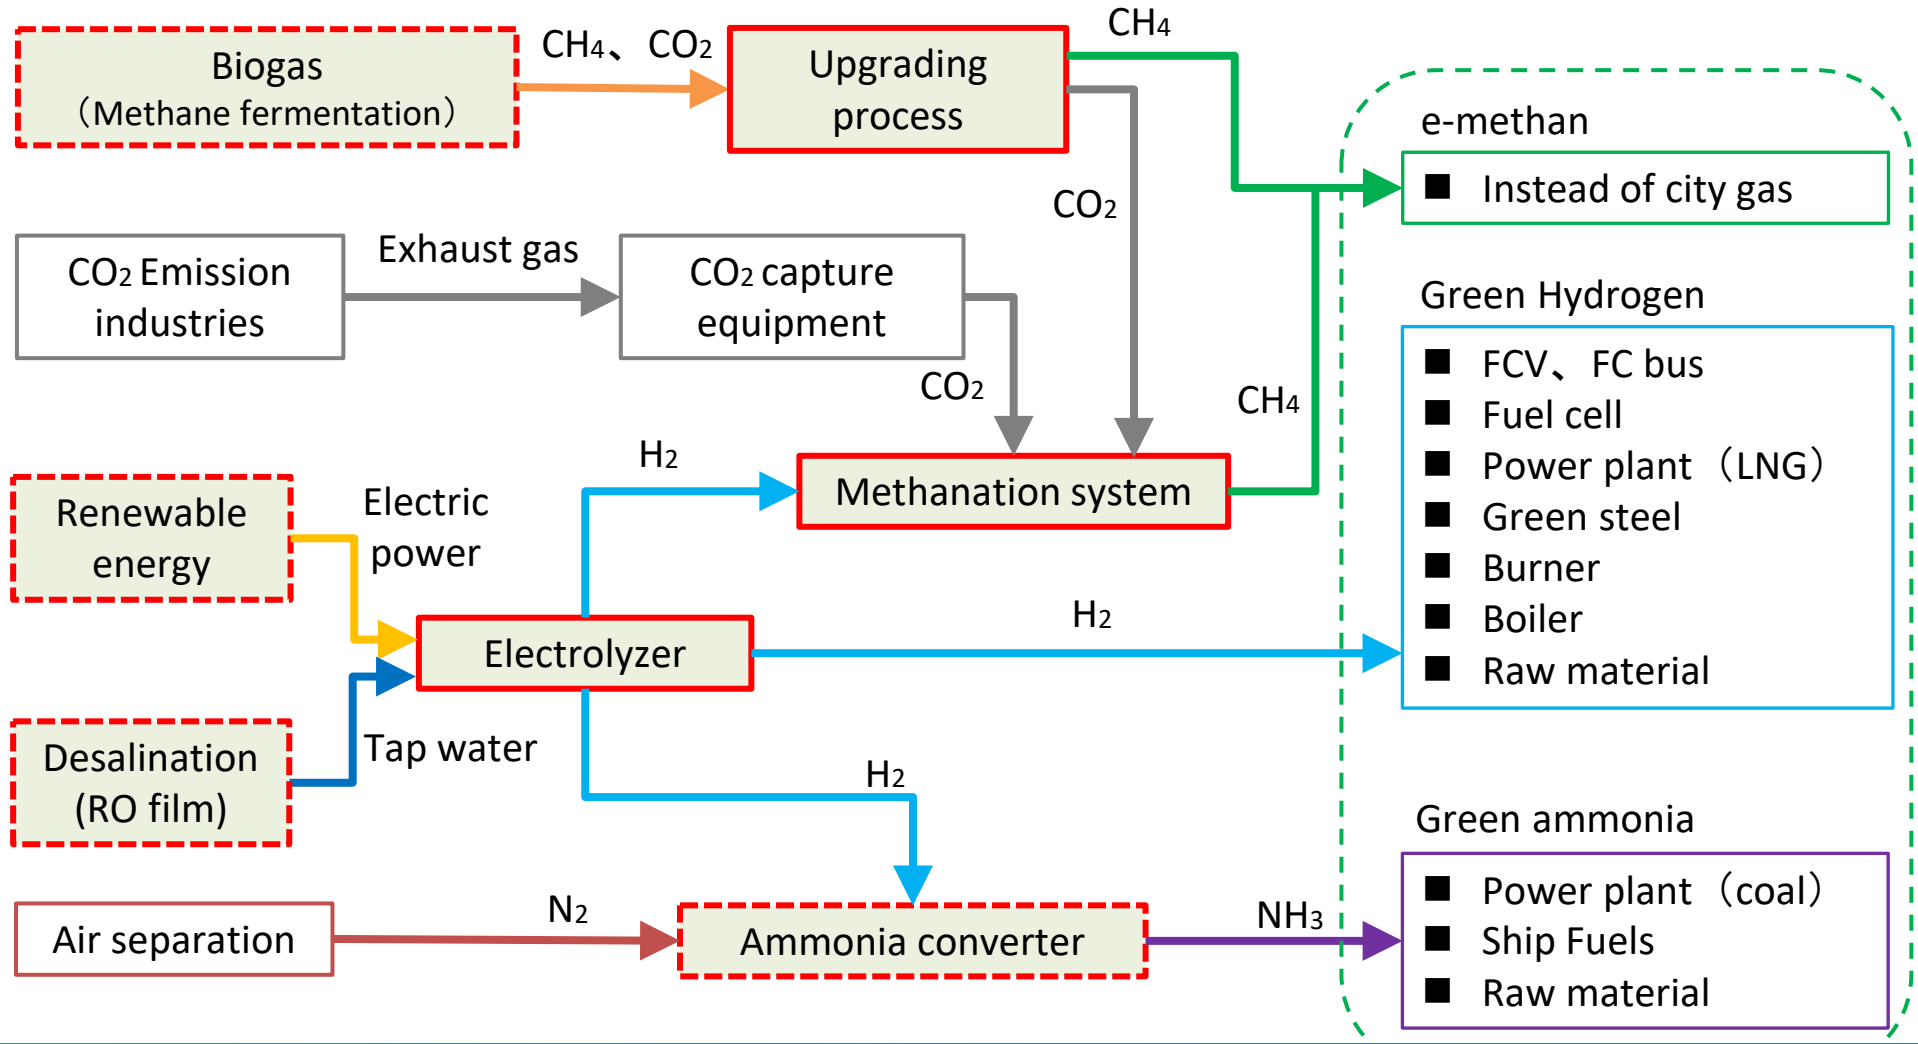 Biogas
（Methane fermentation）
CH4、CO2
Upgrading
process
CH4
CO2
CO2 Emission
industries
Exhaust gas
CO2 capture
equipment
CO2
CH4
Renewable
energy
Electric
power
H2
Methanation system
Electrolyzer
H2
Desalination
(RO film)
Tap water
H2
Air separation
N2
Ammonia converter
NH3
e-methan
■ Instead of city gas
Green Hydrogen
■ FCV、FC bus
■ Fuel cell
■ Power plant（LNG）
■ Green steel
■ Burner
■ Boiler
■ Raw material
Green ammonia
■ Power plant（coal）
■ Ship Fuels
■ Raw material